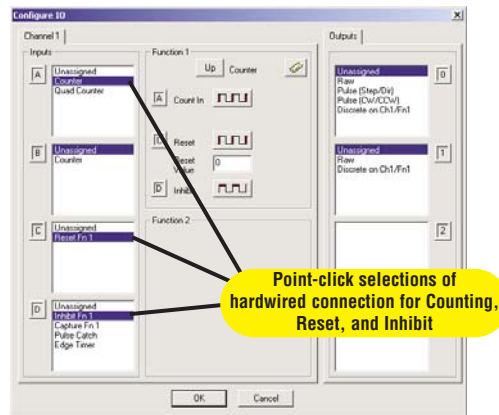 Configure IO
Channel 1
Outputs
Inputs
A
Unassigned
Counter
Quad Counter
B
Unassigned
Counter
C
Unassigned
Reset Fn 1
D
Unassigned
Inhibit Fn 1
Capture Fn 1
Pulse Catch
Edge Timer
Function 1
Up
Counter
A
Count In
Reset
Reset
Value
0
D
Inhibit
Function 2
Unassigned
Raw
Pulse (Step/Dir)
Pulse (CW/CCW)
Discrete on Ch1/Fn1
0
Unassigned
Raw
Discrete on Ch1/Fn1
1
2
Point-click selections of
hardwired connection for Counting,
Reset, and Inhibit
OK
Cancel